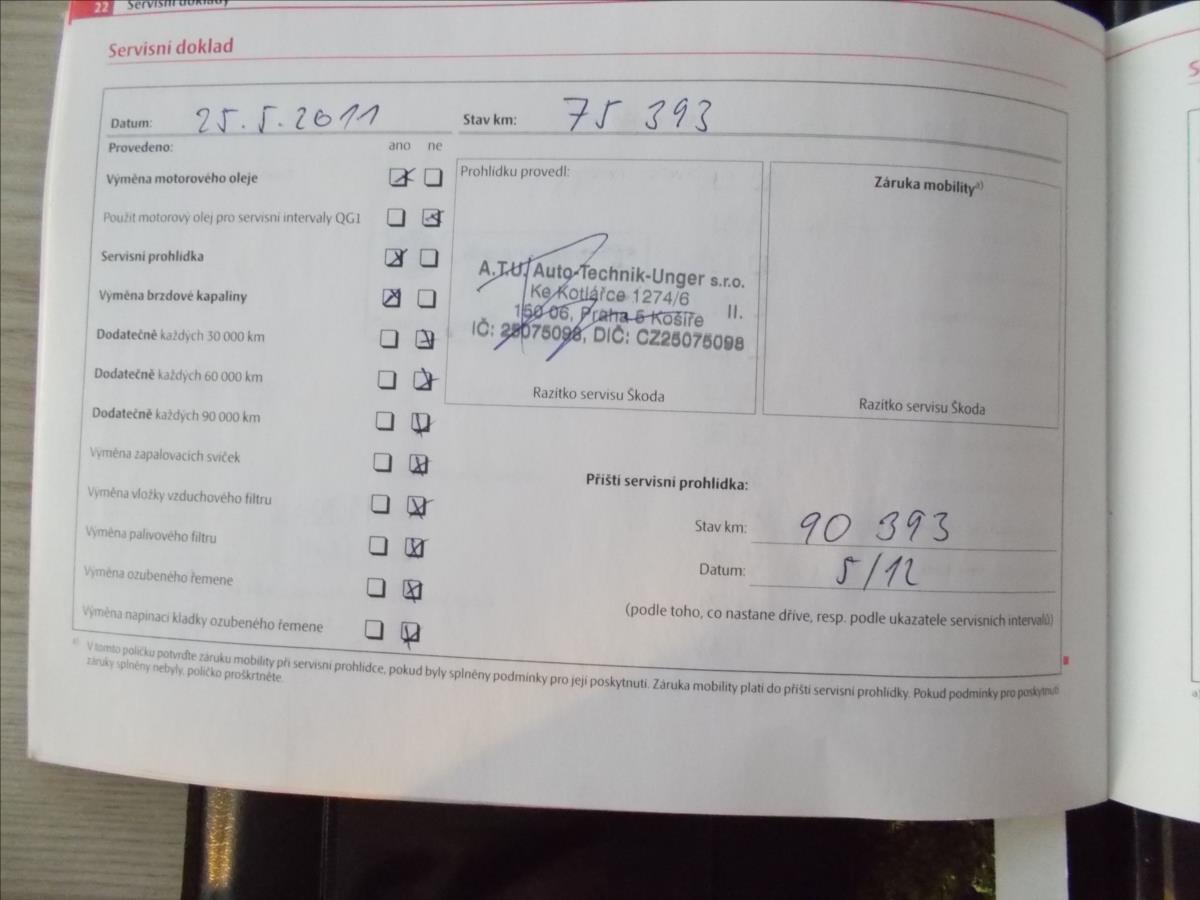 22 Servisní doklady
Servisní doklad
Datum: 25.5.2011 Stav km: 75 393
Provedeno: ano ne
Výměna motorového oleje
Použit motorový olej pro servisní intervaly QG1
Servisní prohlídka
Výměna brzdové kapaliny
Dodatečně každých 30 000 km
Dodatečně každých 60 000 km
Dodatečně každých 90 000 km
Výměna zapalovacích svíček
Výměna vložky vzduchového filtru
Výměna palivového filtru
Výměna ozubeného řemene
Výměna napínací kladky ozubeného řemene
Prohlídku provedl:
A.T.U. Auto-Technik-Unger s.r.o.
Ke Kotlářce 1274/6
150 06, Praha 5 Košíře II.
IČ: 25075098, DIČ: CZ25075098
Razítko servisu Škoda
Záruka mobility a)
Razítko servisu Škoda
Příští servisní prohlídka:
Stav km: 90 393
Datum: 5/12
(podle toho, co nastane dříve, resp. podle ukazatele servisních intervalů)
a) V tomto políčku potvrďte záruku mobility při servisní prohlídce, pokud byly splněny podmínky pro její poskytnutí. Záruka mobility platí do příští servisní prohlídky. Pokud podmínky pro poskytnutí
záruky splněny nebyly, políčko proškrtněte.